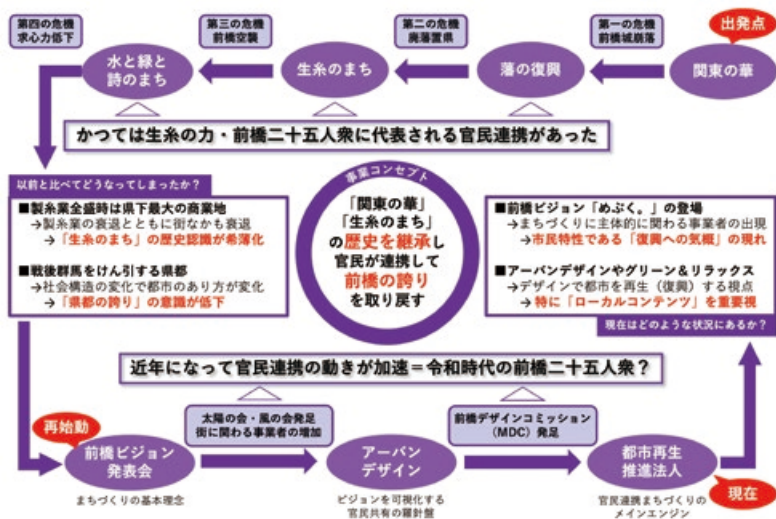 出発点
関東の華
第一の危機
前橋城崩落
藩の復興
第二の危機
廃藩置県
生糸のまち
第三の危機
前橋空襲
水と緑と
詩のまち
第四の危機
求心力低下
かつては生糸の力・前橋二十五人衆に代表される官民連携があった
以前と比べてどうなってしまったか？
■製糸業全盛時は県下最大の商業地
→製糸業の衰退とともに街なかも衰退
→「生糸のまち」の歴史認識が希薄化
■戦後群馬をけん引する県都
→社会構造の変化で都市のあり方が変化
→「県都の誇り」の意識が低下
事業コンセプト
「関東の華」
「生糸のまち」
の歴史を継承し
官民が連携して
前橋の誇り
を取り戻す
■前橋ビジョン「めぶく。」の登場
→まちづくりに主体的に関わる事業者の出現
→市民特性である「復興への気概」の現れ
■アーバンデザインやグリーン＆リラックス
→デザインで都市を再生（復興）する視点
→特に「ローカルコンテンツ」を重要視
現在はどのような状況にあるか？
近年になって官民連携の動きが加速＝令和時代の前橋二十五人衆？
再始動
前橋ビジョン
発表会
まちづくりの基本理念
太陽の会・風の会発足
街に関わる事業者の増加
アーバン
デザイン
ビジョンを可視化する
官民共有の羅針盤
前橋デザインコミッション
（MDC）発足
都市再生
推進法人
現在
官民連携まちづくりの
メインエンジン